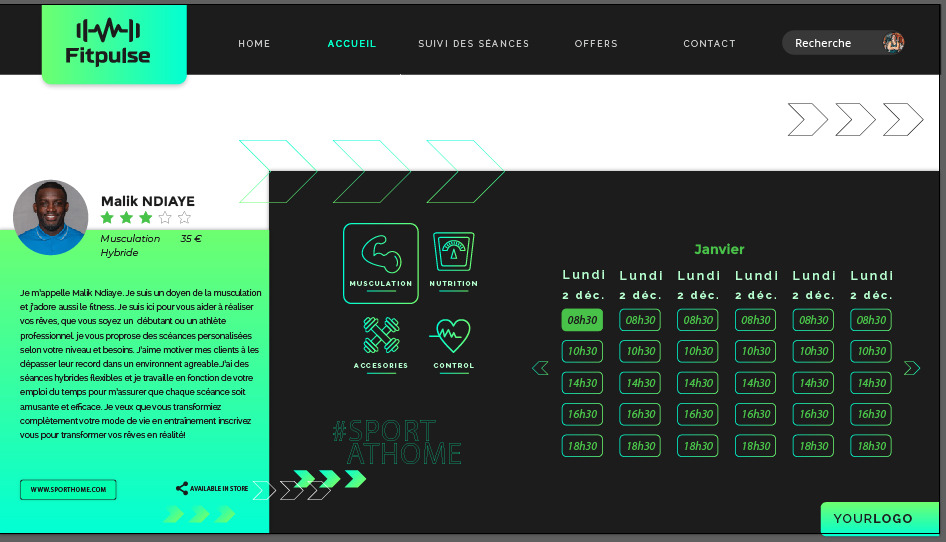 Fitpulse
HOME
ACCUEIL
SUIVI DES SÉANCES
OFFERS
CONTACT
Recherche
Malik NDIAYE
Musculation 35 €
Hybride
Je m'appelle Malik Ndiaye. Je suis un doyen de la musculation
et j'adore aussi le fitness. Je suis ici pour vous aider à réaliser
vos rêves, que vous soyez un débutant ou un athlète
professionnel, je vous proprose des scéances personalisées
selon votre niveau et besoins. J'aime motiver mes clients à les
dépasser leur record dans un environment agreable.J'ai des
séances hybrides flexibles et je travaille en fonction de votre
emploi du temps pour m'assurer que chaque scéance soit
amusante et efficace. Je veux que vous transformiez
complètement votre mode de vie en entraînement inscrivez
vous pour transformer vos rêves en réalité!
WWW.SPORTHOME.COM
AVAILABLE IN STORE
MUSCULATION
NUTRITION
ACCESORIES
CONTROL
#SPORT
ATHOME
Janvier
Lundi Lundi Lundi Lundi Lundi Lundi
2 déc. 2 déc. 2 déc. 2 déc. 2 déc. 2 déc.
08h30 08h30 08h30 08h30 08h30 08h30
10h30 10h30 10h30 10h30 10h30 10h30
14h30 14h30 14h30 14h30 14h30 14h30
16h30 16h30 16h30 16h30 16h30 16h30
18h30 18h30 18h30 18h30 18h30 18h30
YOURLOGO